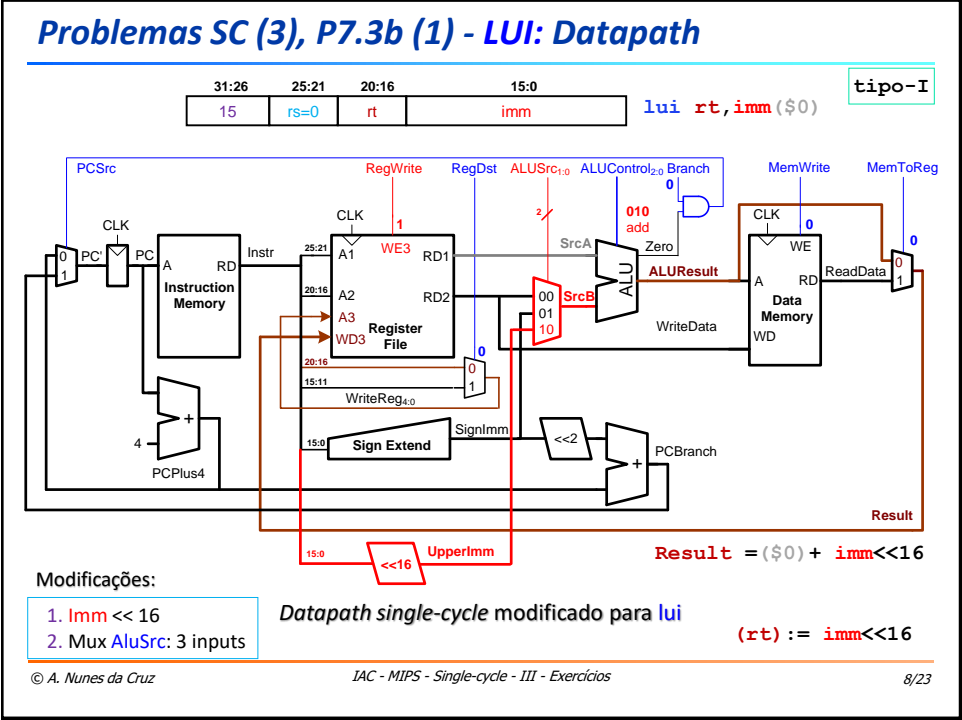 Problemas SC (3), P7.3b (1) - LUI: Datapath
tipo-I
31:26 25:21 20:16 15:0
15 rs=0 rt imm
lui rt,imm($0)
PCSrc RegWrite RegDst ALUSrc1:0 ALUControl2:0 Branch MemWrite MemToReg
0
CLK CLK 1 2 010 add CLK 0 0
0 1 PC' PC A RD Instr
Instruction Memory
25:21 A1 WE3 RD1 SrcA Zero WE
20:16 A2 RD2 00 01 10 SrcB ALU ALUResult A RD ReadData 0 1
A3
WD3 Register File
Data Memory
WriteData WD
20:16 0 0
15:11 1
WriteReg4:0
+
4
PCPlus4
15:0 Sign Extend SignImm <<2 + PCBranch
Result
15:0 <<16 UpperImm
Result =($0)+ imm<<16
Modificações:
1. Imm << 16
2. Mux AluSrc: 3 inputs
Datapath single-cycle modificado para lui
(rt):= imm<<16
© A. Nunes da Cruz IAC - MIPS - Single-cycle - III - Exercícios 8/23